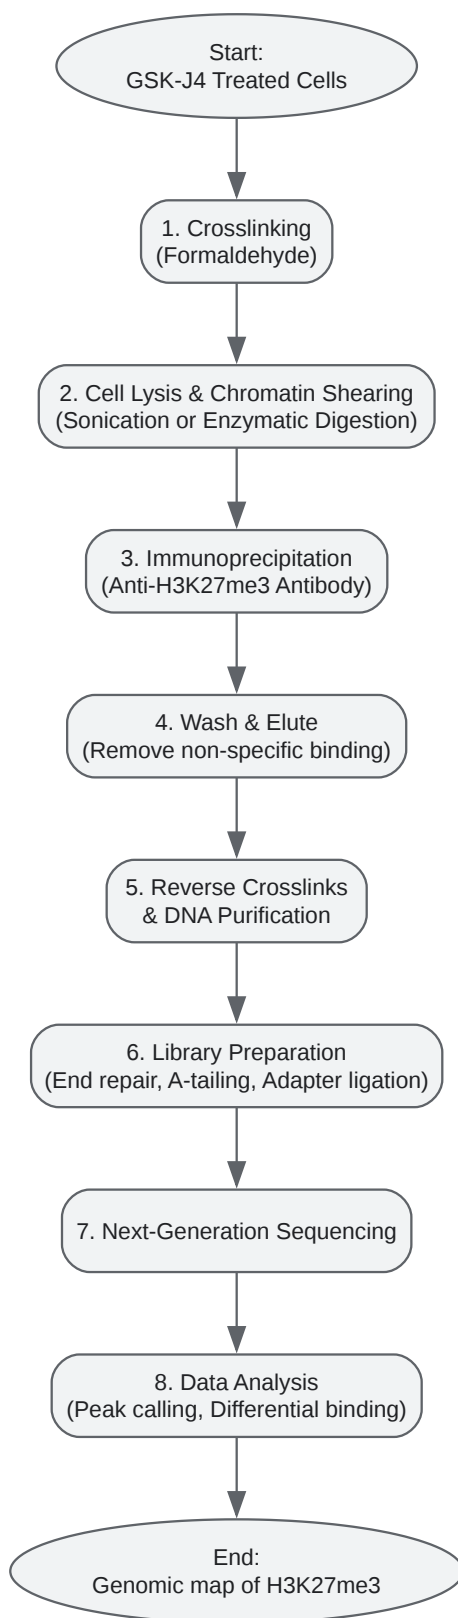 Start:
GSK-J4 Treated Cells
1. Crosslinking
(Formaldehyde)
2. Cell Lysis & Chromatin Shearing
(Sonication or Enzymatic Digestion)
3. Immunoprecipitation
(Anti-H3K27me3 Antibody)
4. Wash & Elute
(Remove non-specific binding)
5. Reverse Crosslinks
& DNA Purification
6. Library Preparation
(End repair, A-tailing, Adapter ligation)
7. Next-Generation Sequencing
8. Data Analysis
(Peak calling, Differential binding)
End:
Genomic map of H3K27me3